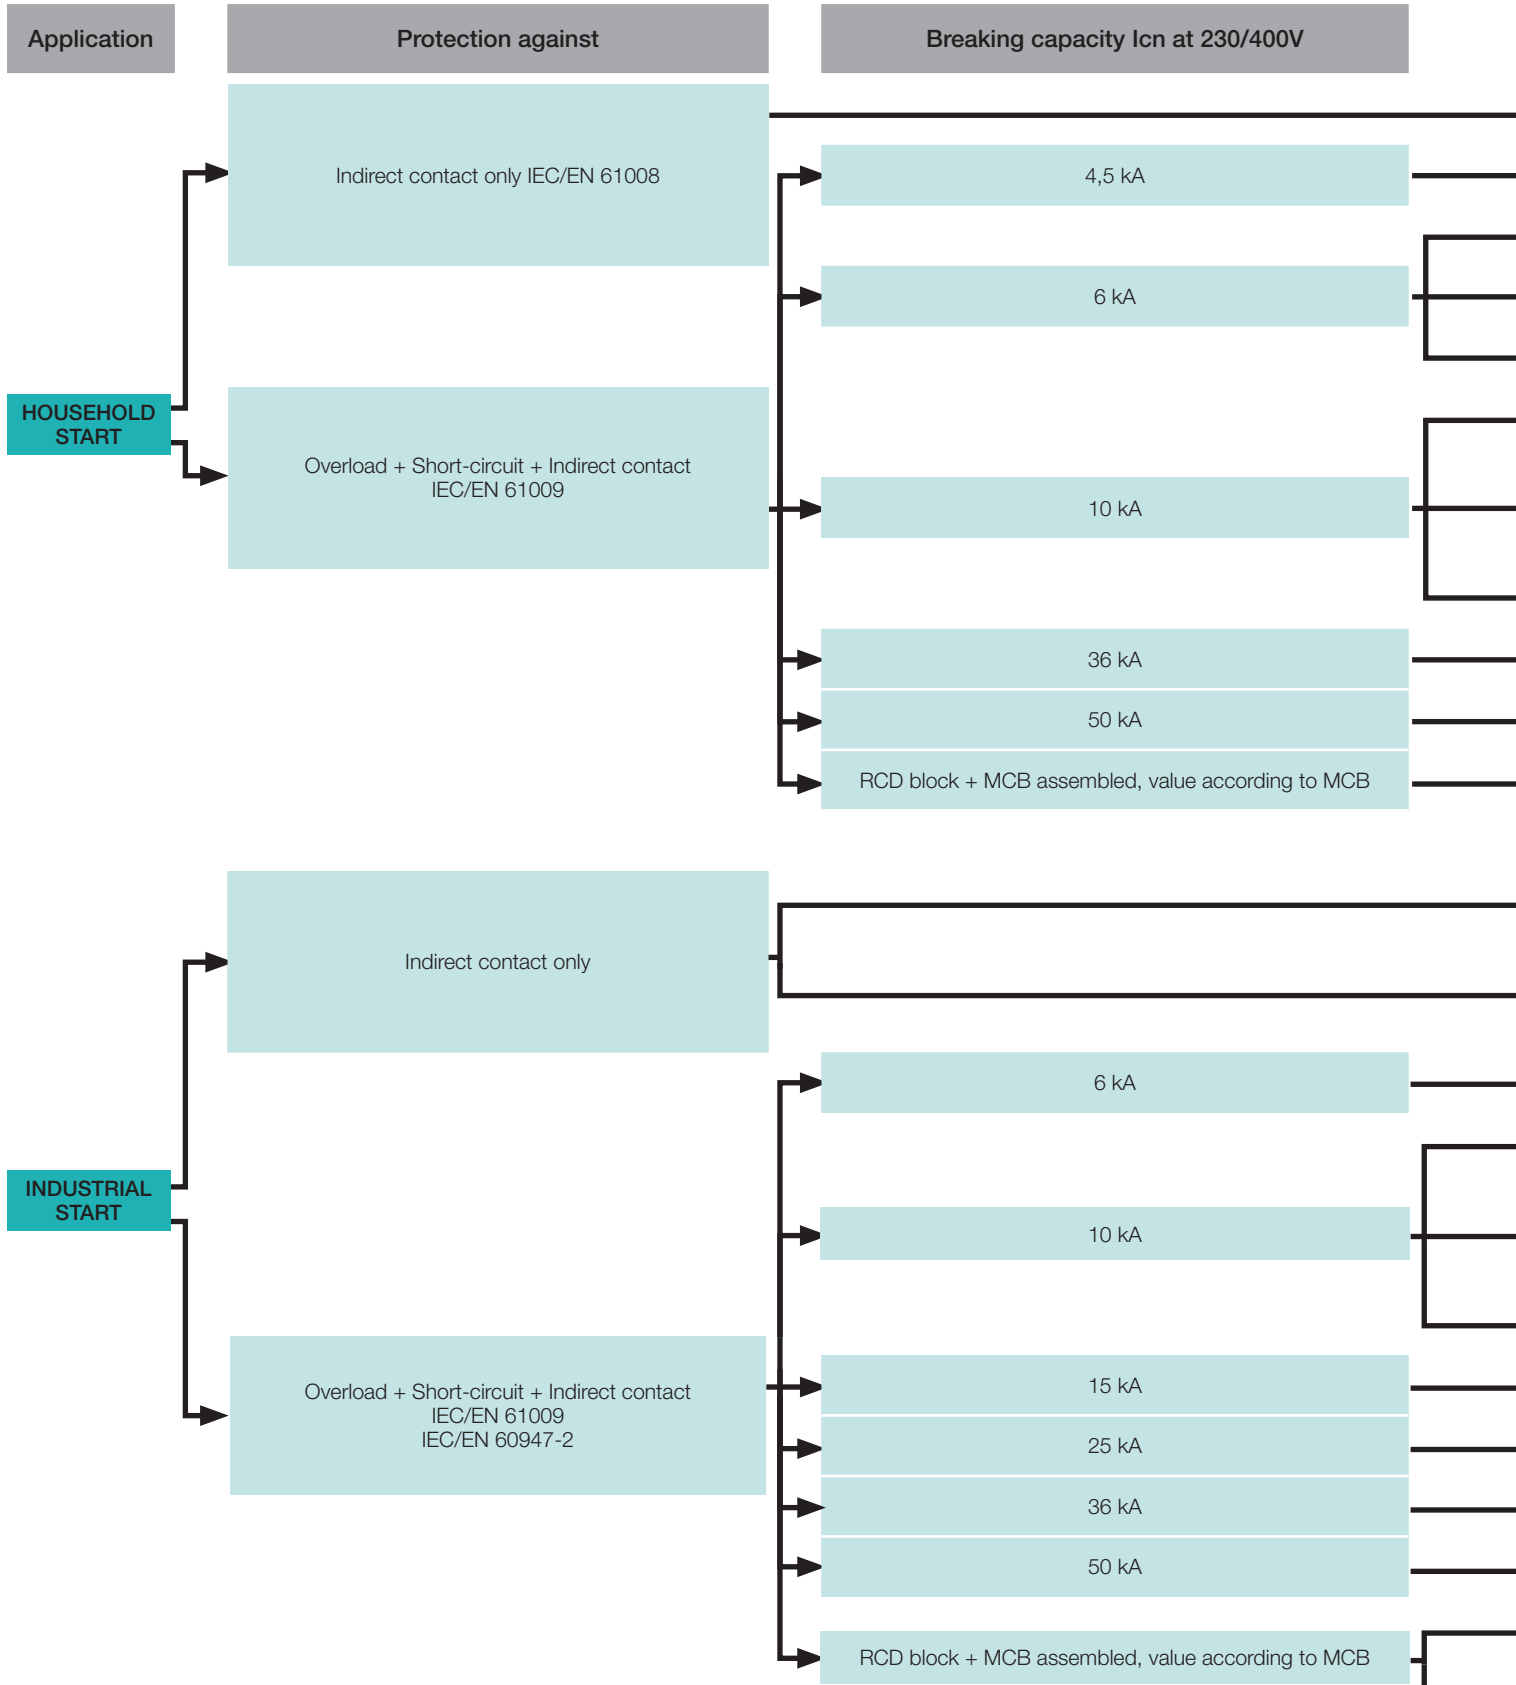 Application
Protection against
Breaking capacity Icn at 230/400V
Indirect contact only IEC/EN 61008
4,5 kA
6 kA
HOUSEHOLD
START
Overload + Short-circuit + Indirect contact
IEC/EN 61009
10 kA
36 kA
50 kA
RCD block + MCB assembled, value according to MCB
Indirect contact only
6 kA
INDUSTRIAL
START
10 kA
Overload + Short-circuit + Indirect contact
IEC/EN 61009
IEC/EN 60947-2
15 kA
25 kA
36 kA
50 kA
RCD block + MCB assembled, value according to MCB